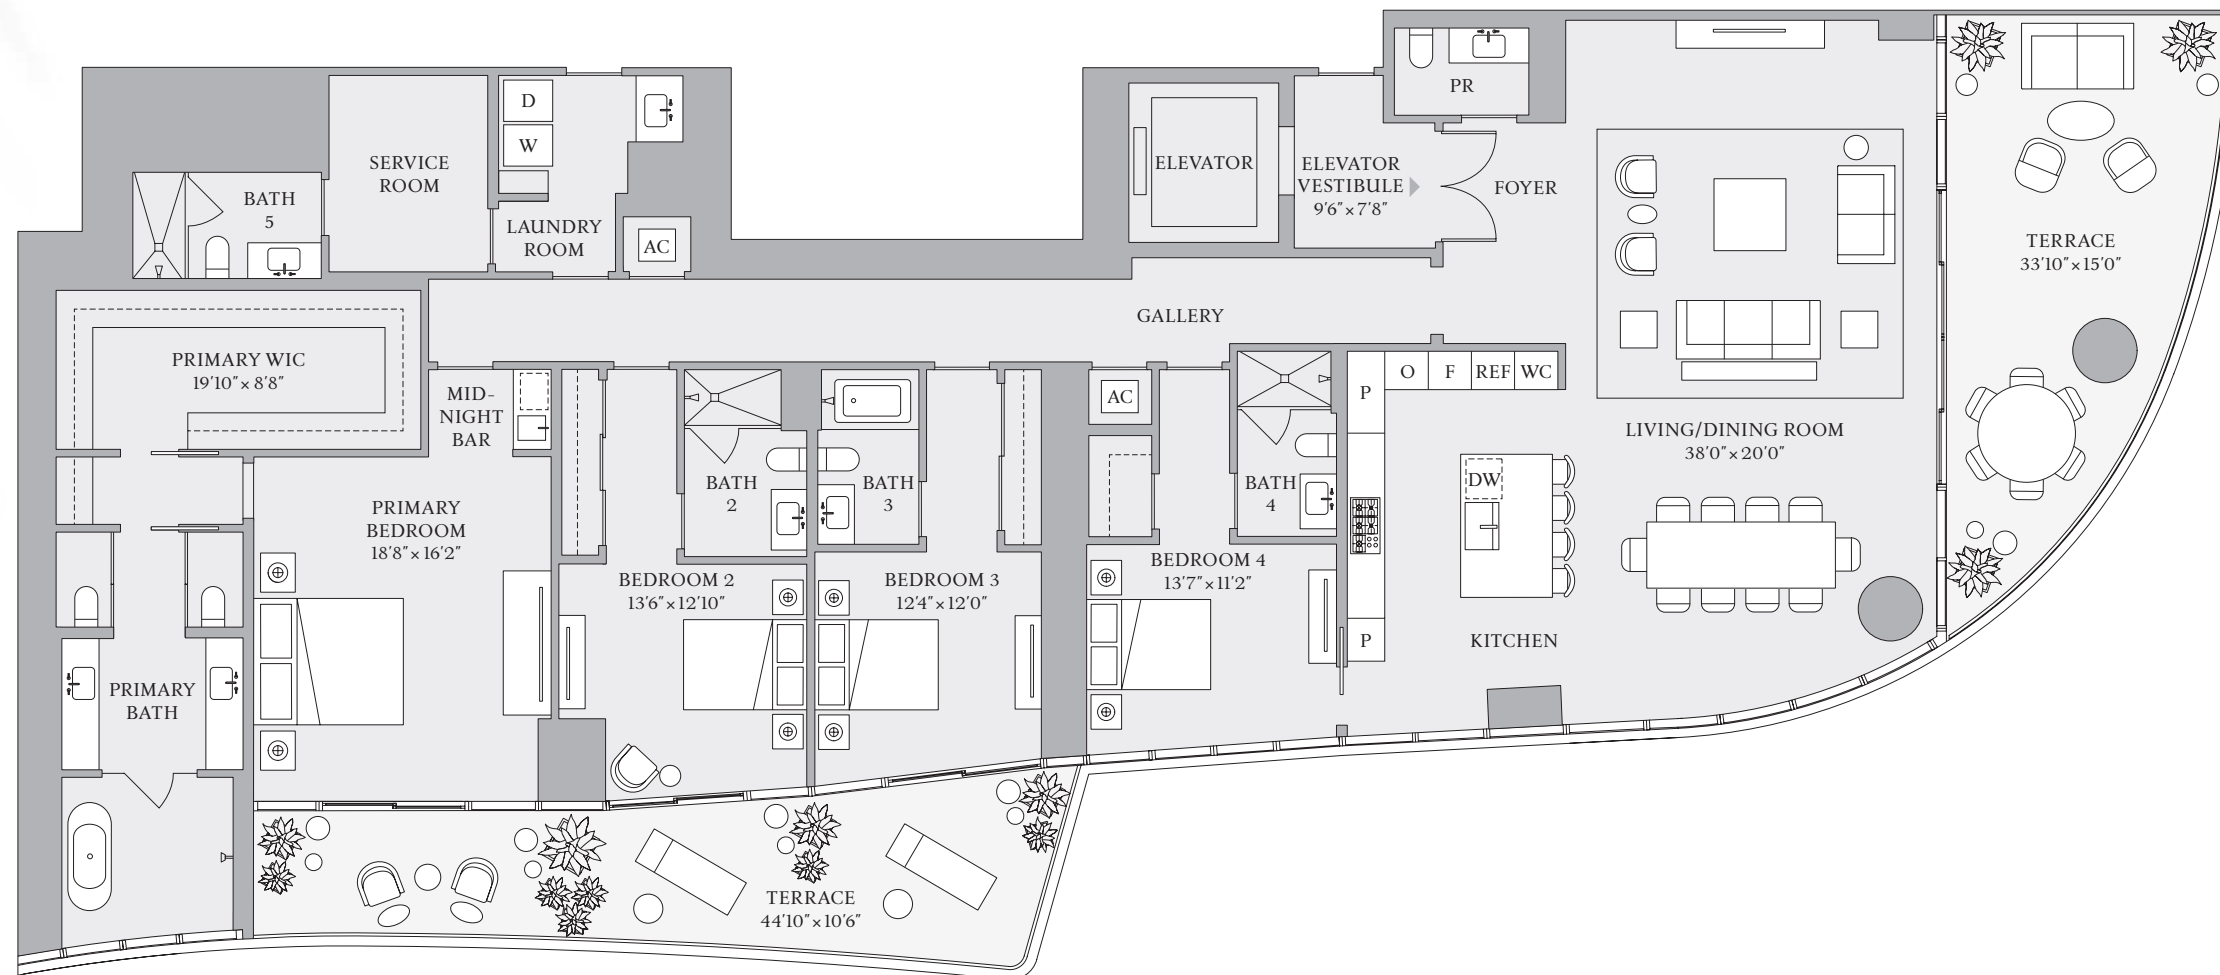 PR
D
W
SERVICE
ROOM
ELEVATOR
ELEVATOR
VESTIBULE
9'6"×7'8"
FOYER
BATH
5
LAUNDRY
ROOM
AC
TERRACE
33'10"×15'0"
GALLERY
PRIMARY WIC
19'10"×8'8"
MID-
NIGHT
BAR
AC
P
O
F
REF
WC
LIVING/DINING ROOM
38'0"×20'0"
PRIMARY
BEDROOM
18'8"×16'2"
BATH
2
BATH
3
BATH
4
DW
BEDROOM 2
13'6"×12'10"
BEDROOM 3
12'4"×12'0"
BEDROOM 4
13'7"×11'2"
P
KITCHEN
PRIMARY
BATH
TERRACE
44'10"×10'6"